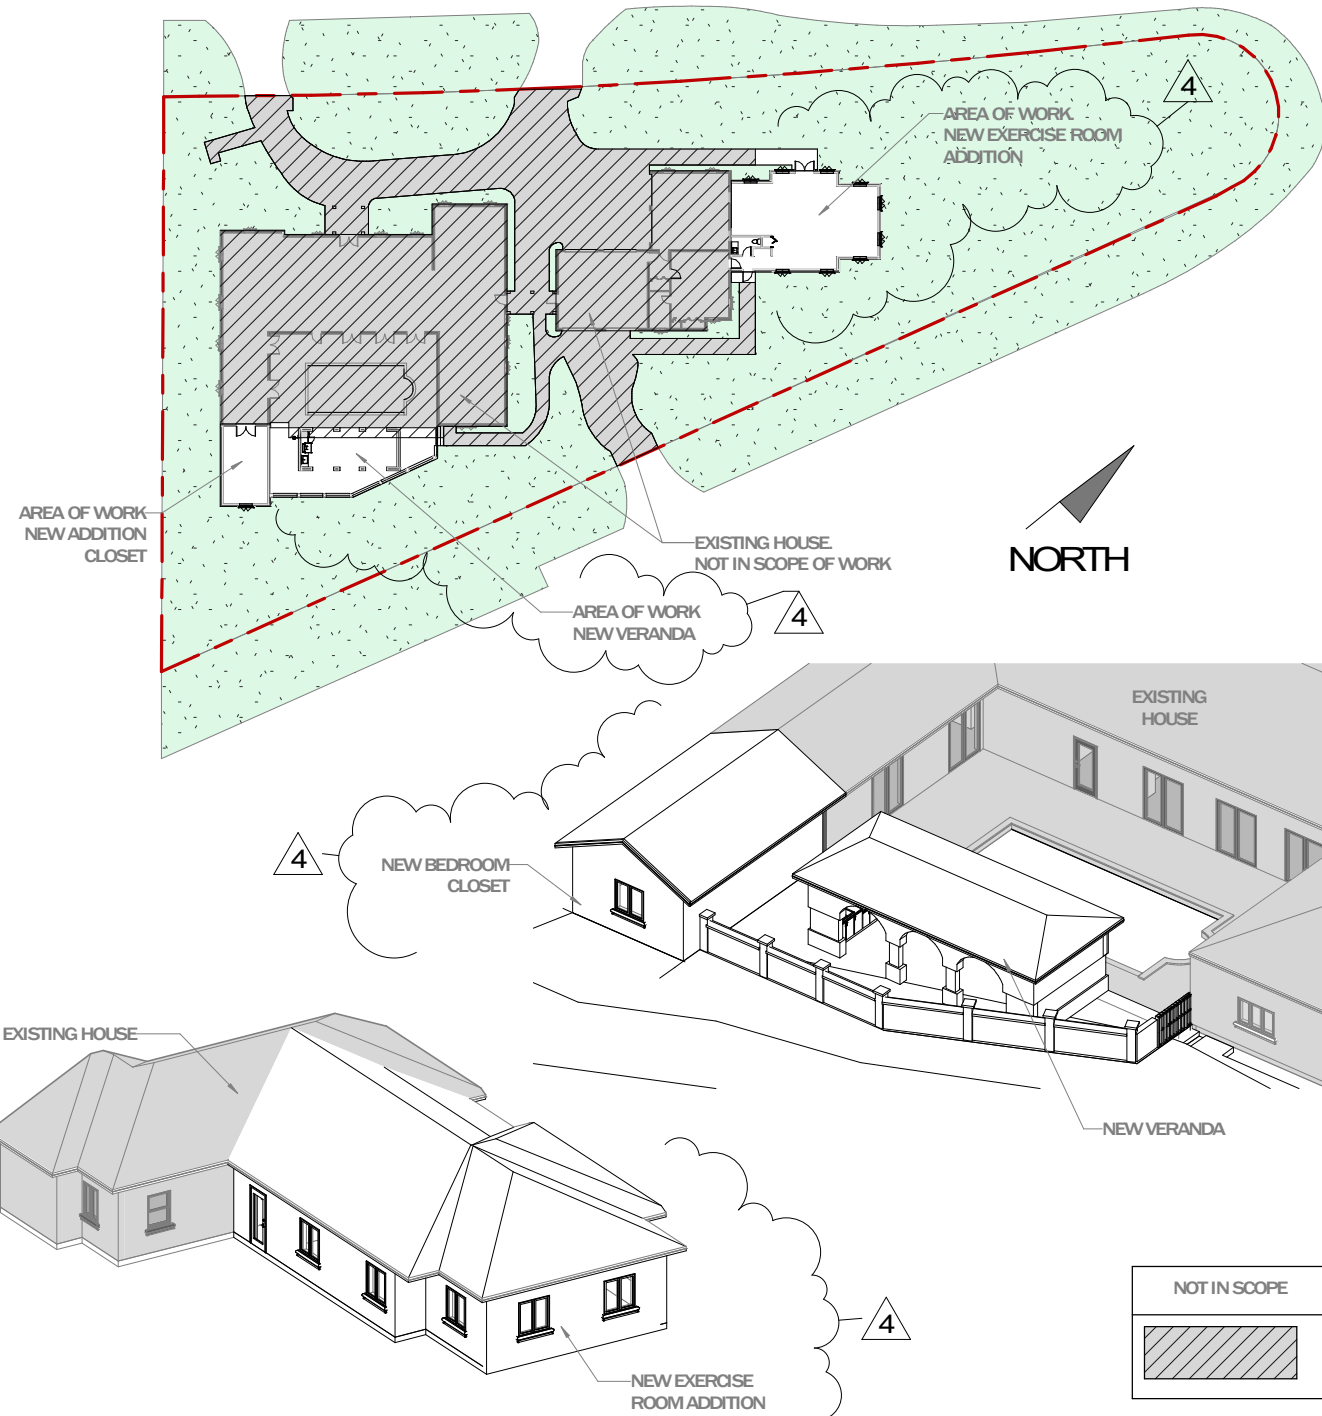 4
AREA OF WORK.
NEW EXERCISE ROOM
ADDITION
AREA OF WORK
NEW ADDITION
CLOSET
EXISTING HOUSE.
NOT IN SCOPE OF WORK
NORTH
AREA OF WORK
NEW VERANDA
4
EXISTING
HOUSE
4
NEW BEDROOM
CLOSET
EXISTING HOUSE
NEW VERANDA
NOT IN SCOPE
4
NEW EXERCISE
ROOM ADDITION